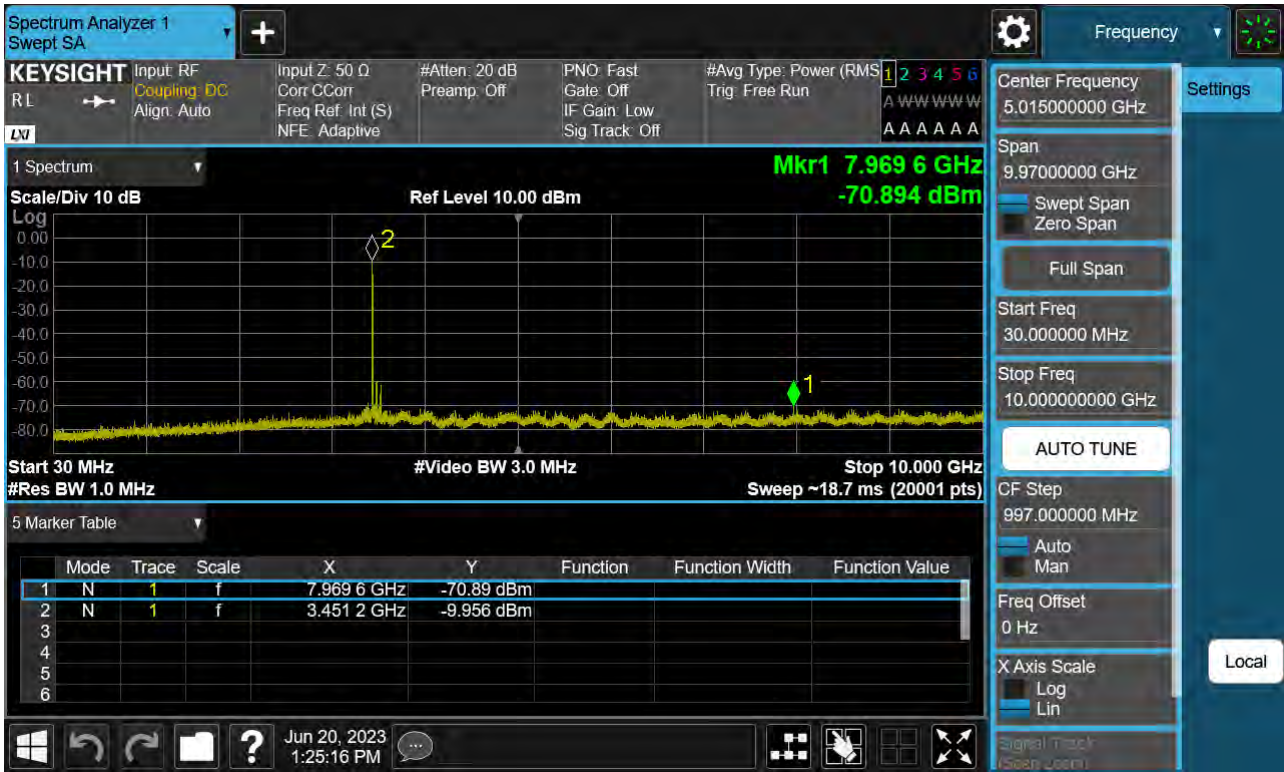 Spectrum Analyzer 1
Swept SA
+
Frequency
KEYSIGHT
RL
LXI
Input: RF
Coupling: DC
Align: Auto
Input Z: 50 Ω
Corr CCorr
Freq Ref: Int (S)
NFE: Adaptive
#Atten: 20 dB
Preamp: Off
PNO: Fast
Gate: Off
IF Gain: Low
Sig Track: Off
#Avg Type: Power (RMS
Trig: Free Run
1 2 3 4 5 6
A W W W W W
A A A A A A
Center Frequency
5.015000000 GHz
Settings
Span
9.97000000 GHz
Swept Span
Zero Span
Full Span
Start Freq
30.000000 MHz
Stop Freq
10.000000000 GHz
AUTO TUNE
CF Step
997.000000 MHz
Auto
Man
Freq Offset
0 Hz
X Axis Scale
Log
Lin
Signal Track
(Span Zoom)
Local
1 Spectrum
Mkr1 7.969 6 GHz
-70.894 dBm
Scale/Div 10 dB
Ref Level 10.00 dBm
Log
0.00
-10.0
-20.0
-30.0
-40.0
-50.0
-60.0
-70.0
-80.0
2
1
Start 30 MHz
#Video BW 3.0 MHz
Stop 10.000 GHz
#Res BW 1.0 MHz
Sweep ~18.7 ms (20001 pts)
5 Marker Table
Mode Trace Scale X Y Function Function Width Function Value
1 N 1 f 7.969 6 GHz -70.89 dBm
2 N 1 f 3.451 2 GHz -9.956 dBm
3
4
5
6
?
Jun 20, 2023
1:25:16 PM